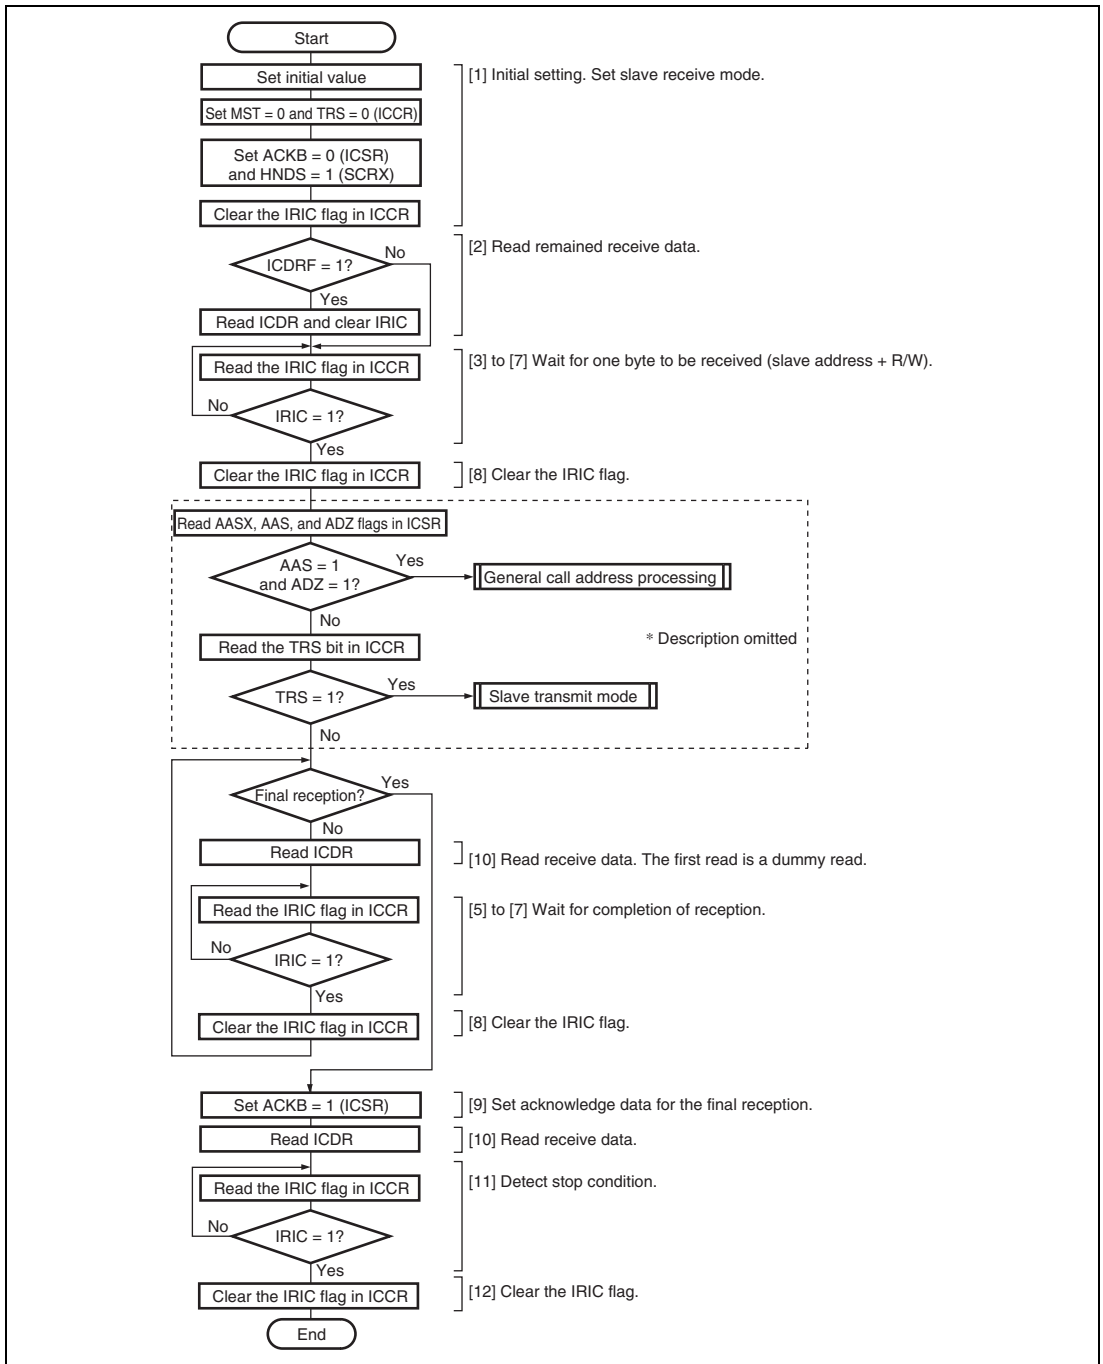 Start
Set initial value
[1] Initial setting. Set slave receive mode.
Set MST = 0 and TRS = 0 (ICCR)
Set ACKB = 0 (ICSR)
and HNDS = 1 (SCRX)
Clear the IRIC flag in ICCR
ICDRF = 1?
No
[2] Read remained receive data.
Yes
Read ICDR and clear IRIC
Read the IRIC flag in ICCR
[3] to [7] Wait for one byte to be received (slave address + R/W).
No
IRIC = 1?
Yes
Clear the IRIC flag in ICCR
[8] Clear the IRIC flag.
Read AASX, AAS, and ADZ flags in ICSR
AAS = 1
and ADZ = 1?
Yes
General call address processing
No
Read the TRS bit in ICCR
* Description omitted
TRS = 1?
Yes
Slave transmit mode
No
Final reception?
Yes
No
Read ICDR
[10] Read receive data. The first read is a dummy read.
Read the IRIC flag in ICCR
[5] to [7] Wait for completion of reception.
No
IRIC = 1?
Yes
Clear the IRIC flag in ICCR
[8] Clear the IRIC flag.
Set ACKB = 1 (ICSR)
[9] Set acknowledge data for the final reception.
Read ICDR
[10] Read receive data.
Read the IRIC flag in ICCR
[11] Detect stop condition.
No
IRIC = 1?
Yes
Clear the IRIC flag in ICCR
[12] Clear the IRIC flag.
End